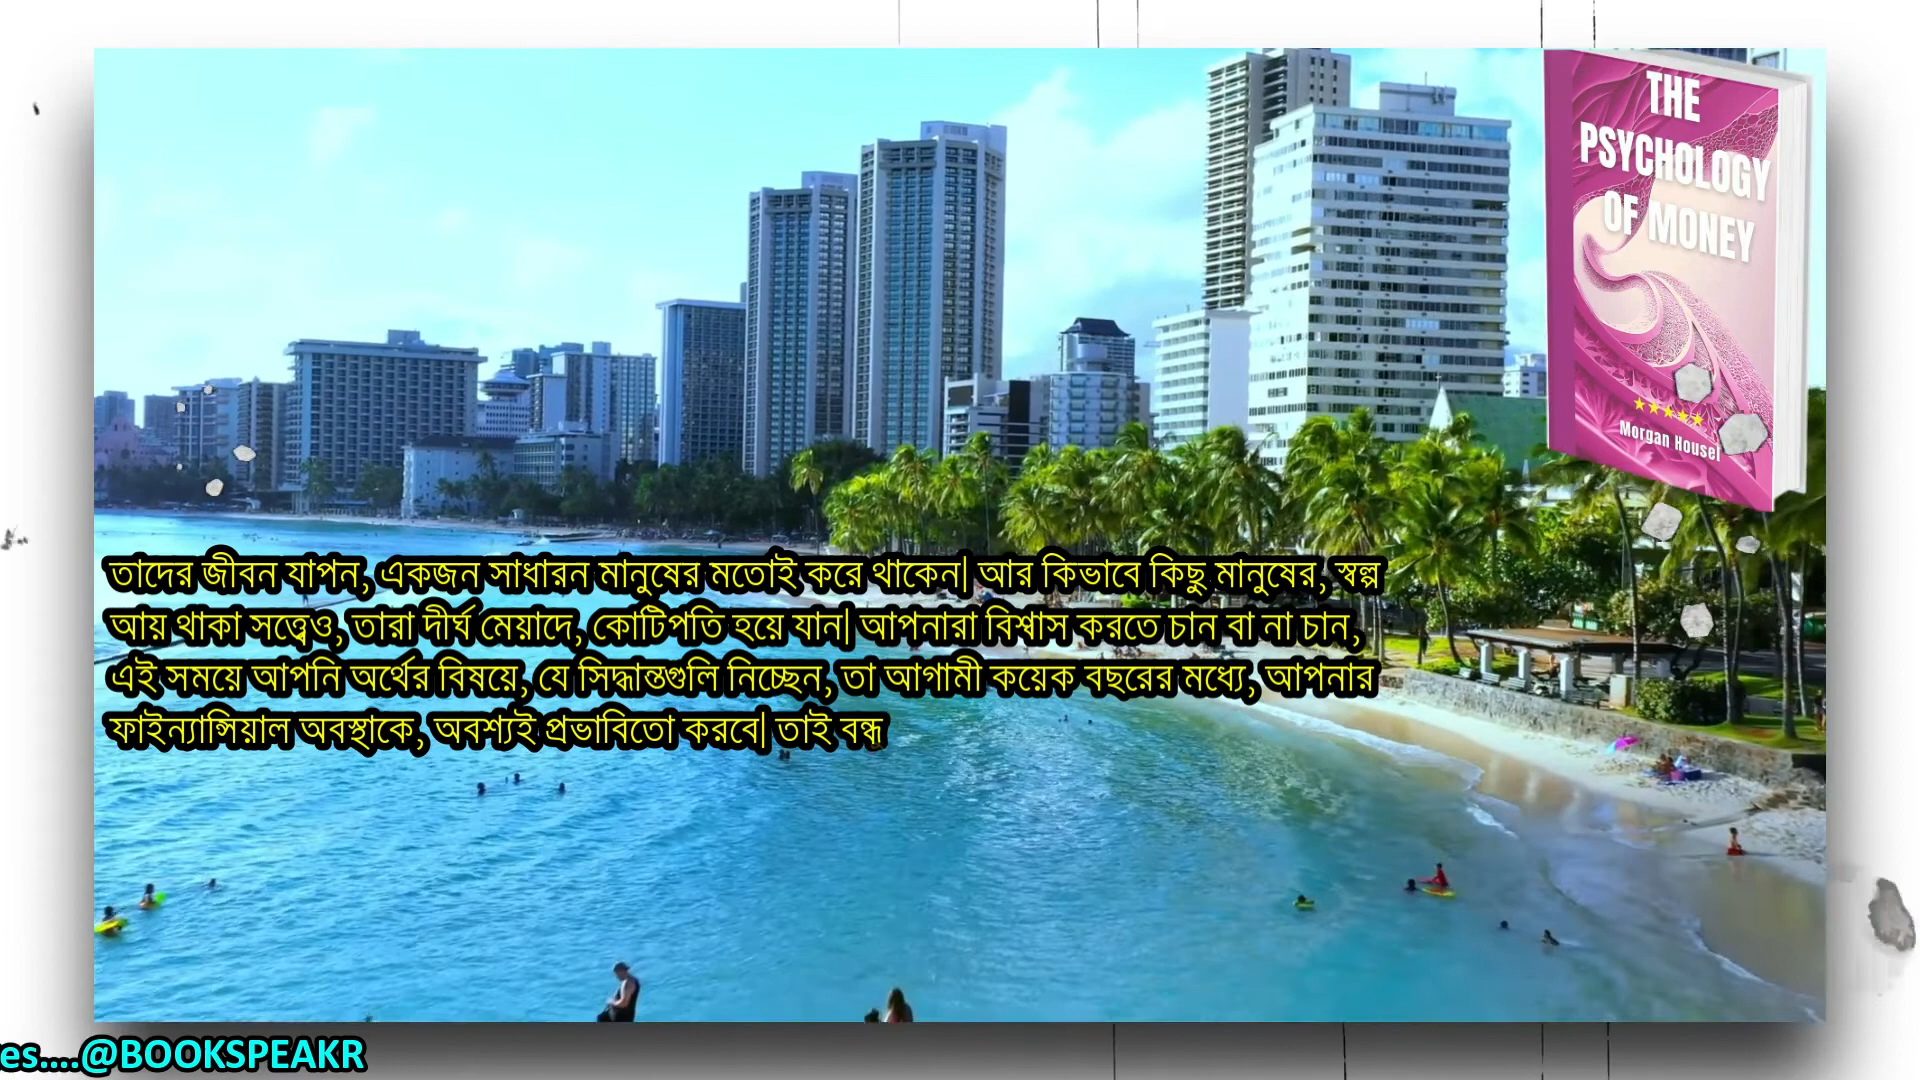 THE
PSYCHOLOGY
OF MONEY
Morgan Housel
তাদের জীবন যাপন, একজন সাধারন মানুষের মতোই করে থাকেন| আর কিভাবে কিছু মানুষের, স্বল্প
আয় থাকা সত্ত্বেও, তারা দীর্ঘ মেয়াদে, কোটিপতি হয়ে যান| আপনারা বিশ্বাস করতে চান বা না চান,
এই সময়ে আপনি অর্থের বিষয়ে, যে সিদ্ধান্তগুলি নিচ্ছেন, তা আগামী কয়েক বছরের মধ্যে, আপনার
ফাইন্যান্সিয়াল অবস্থাকে, অবশ্যই প্রভাবিতো করবে| তাই বন্ধু
es....@BOOKSPEAKR